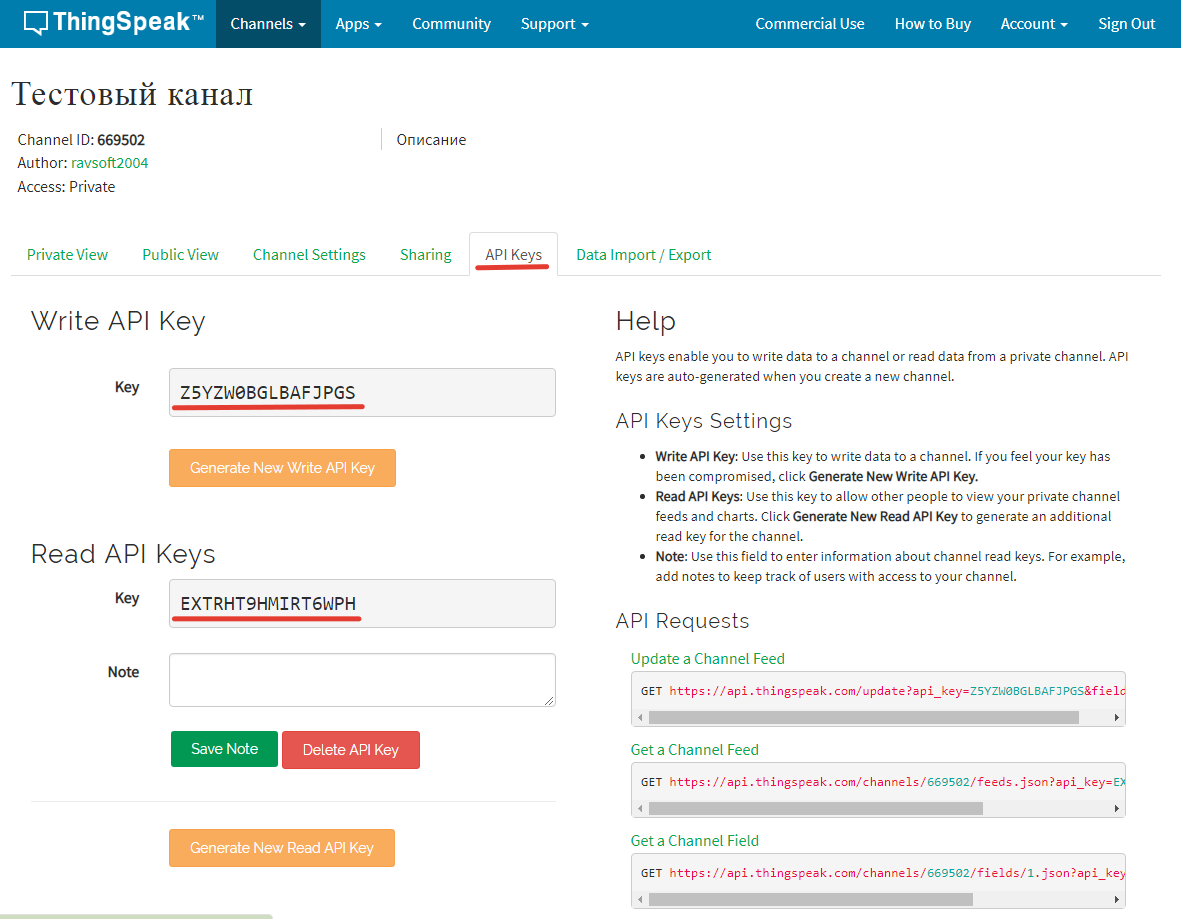 ThingSpeak™ Channels Apps Community Support Commercial Use How to Buy Account Sign Out
Тестовый канал
Channel ID: 669502
Author: ravsoft2004
Access: Private
Описание
Private View Public View Channel Settings Sharing API Keys Data Import / Export
Write API Key
Key Z5YZW0BGLBAFJPGS
Generate New Write API Key
Read API Keys
Key EXTRHT9HMIRT6WPH
Note
Save Note Delete API Key
Generate New Read API Key
Help
API keys enable you to write data to a channel or read data from a private channel. API
keys are auto-generated when you create a new channel.
API Keys Settings
• Write API Key: Use this key to write data to a channel. If you feel your key has
been compromised, click Generate New Write API Key.
• Read API Keys: Use this key to allow other people to view your private channel
feeds and charts. Click Generate New Read API Key to generate an additional
read key for the channel.
• Note: Use this field to enter information about channel read keys. For example,
add notes to keep track of users with access to your channel.
API Requests
Update a Channel Feed
GET https://api.thingspeak.com/update?api_key=Z5YZW0BGLBAFJPGS&field
Get a Channel Feed
GET https://api.thingspeak.com/channels/669502/feeds.json?api_key=EX
Get a Channel Field
GET https://api.thingspeak.com/channels/669502/fields/1.json?api_key